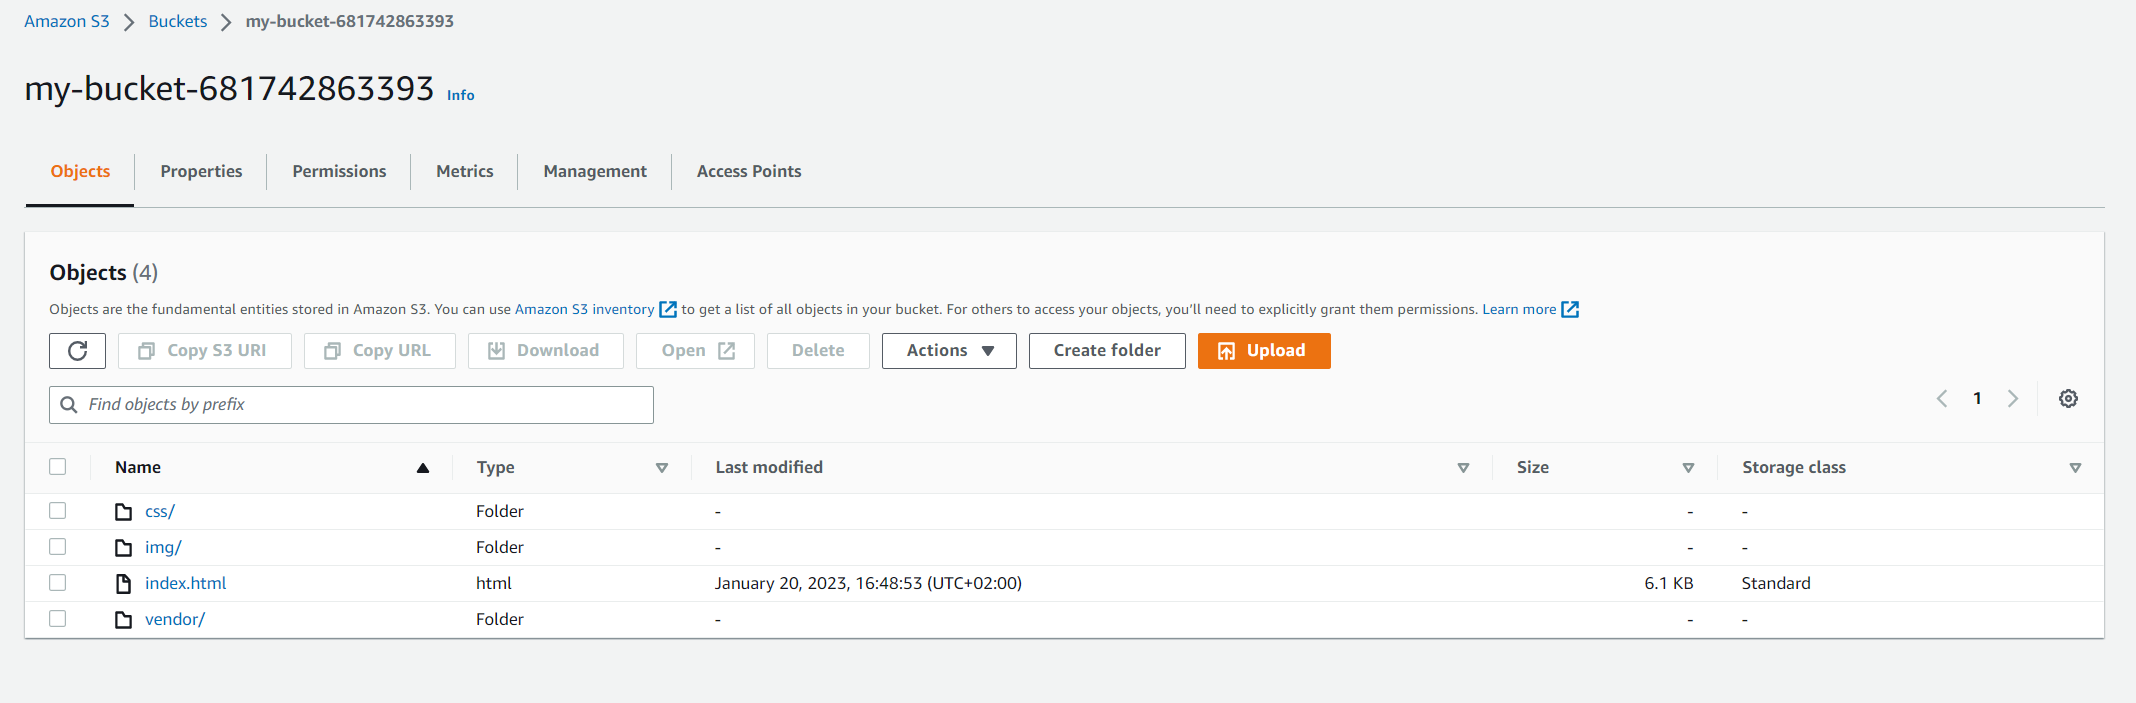 Amazon S3 > Buckets > my-bucket-681742863393
my-bucket-681742863393 Info
Objects Properties Permissions Metrics Management Access Points
Objects (4)
Objects are the fundamental entities stored in Amazon S3. You can use Amazon S3 inventory to get a list of all objects in your bucket. For others to access your objects, you'll need to explicitly grant them permissions. Learn more
Copy S3 URI Copy URL Download Open Delete Actions Create folder Upload
Find objects by prefix 1
Name Type Last modified Size Storage class
css/ Folder - - -
img/ Folder - - -
index.html html January 20, 2023, 16:48:53 (UTC+02:00) 6.1 KB Standard
vendor/ Folder - - -